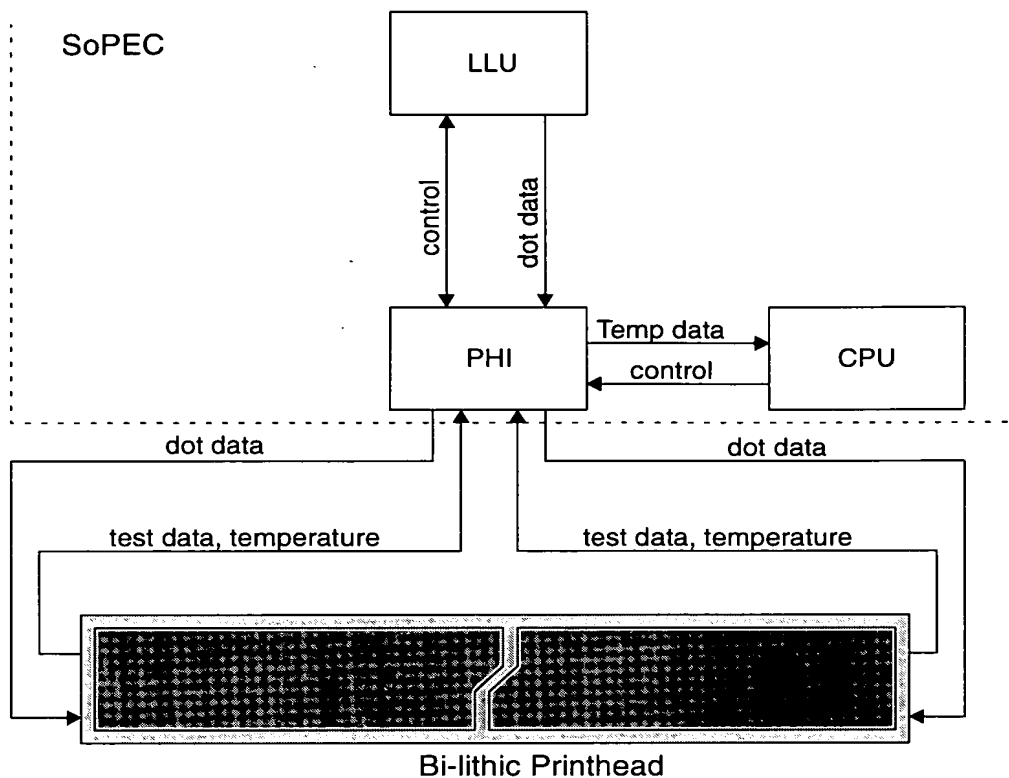 SoPEC
LLU
control
dot data
PHI
Temp data
control
CPU
dot data
dot data
test data, temperature
test data, temperature
Bi-lithic Printhead